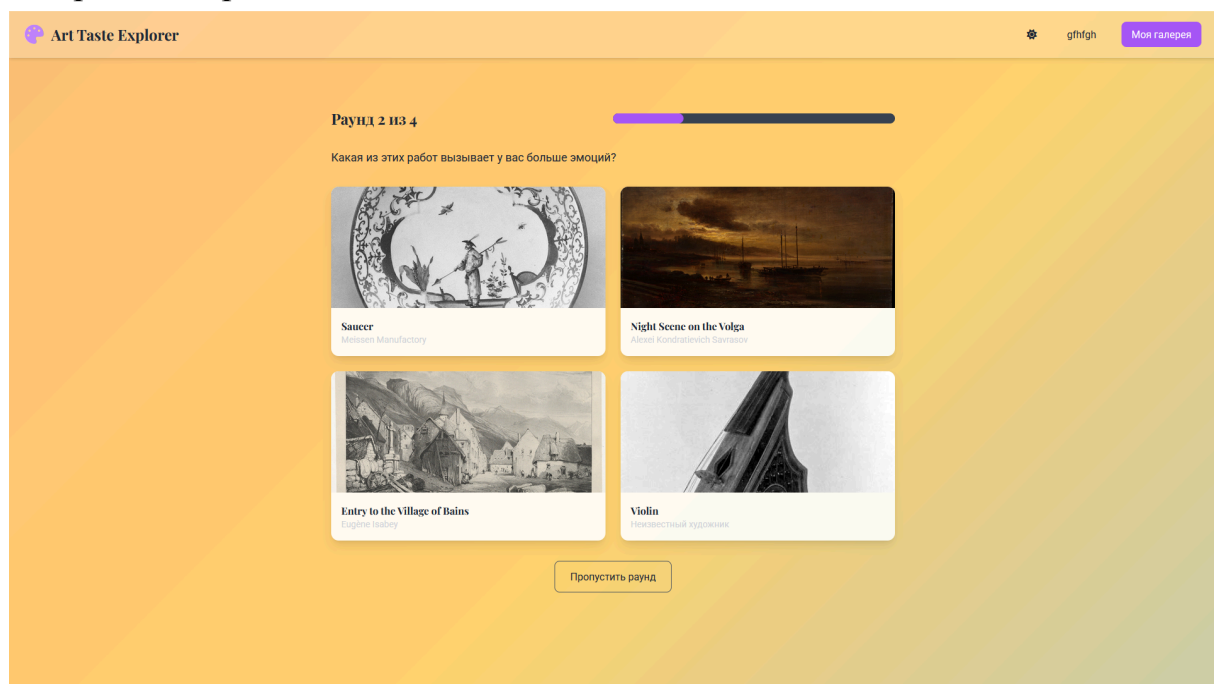 Art Taste Explorer
gfhfgh
Моя галерея
Раунд 2 из 4
Какая из этих работ вызывает у вас больше эмоций?
Saucer
Meissen Manufactory
Night Scene on the Volga
Alexei Kondratievich Savrasov
Entry to the Village of Bains
Eugène Isabey
Violin
Неизвестный художник
Пропустить раунд